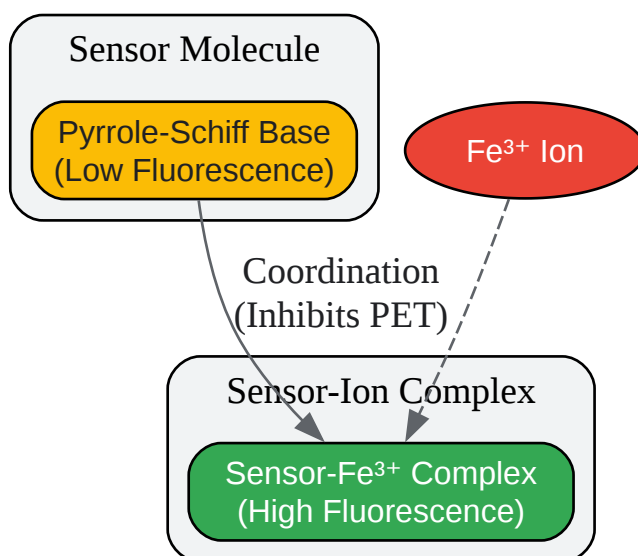 Sensor Molecule
Pyrrole-Schiff Base
(Low Fluorescence)
Fe³⁺ Ion
Coordination
(Inhibits PET)
Sensor-Ion Complex
Sensor-Fe³⁺ Complex
(High Fluorescence)